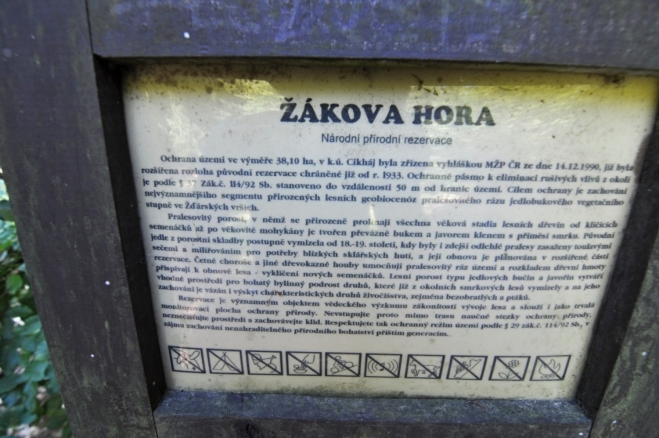 ŽÁKOVA HORA
Národní přírodní rezervace
Ochrana území ve výměře 38,10 ha, v k.ú. Cikháj byla zřízena vyhláškou MŽP ČR ze dne 14.12.1990, jíž byla
rozšířena rozloha původní rezervace chráněné již od r. 1933. Ochranné pásmo k eliminaci rušivých vlivů z okolí
je podle § 37 Zák.č. 114/92 Sb. stanoveno do vzdálenosti 50 m od hranic území. Cílem ochrany je zachování
nejvýznamnějšího segmentu přirozených lesních geobiocenóz pralesovitého rázu jedlobukového vegetačního
stupně ve Žďárských vrších.
Pralesovitý porost, v němž se přirozeně prolínají všechna věková stadia lesních dřevin od klíčících
semenáčků až po věkovité mohykány je tvořen převážně bukem a javorem klenem s příměsí smrku. Původní
jedle z porostní skladby postupně vymizela od 18.-19. století, kdy byly i zdejší odlehlé pralesy zasaženy toulavými
sečemi a milířováním pro potřeby blízkých sklářských hutí, a její obnova je plánována v rozšířené části
rezervace. Četné choroše a jiné dřevokazné houby umocňují pralesovitý ráz území a rozkladem dřevní hmoty
přispívají k obnově lesa - vyklíčení nových semenáčků. Lesní porost typu jedlových bučin a javořin vytváří
vhodné prostředí pro bohatý bylinný podrost druhů, které již z okolních smrkových lesů vymizely a na jeho
zachování je vázán i výskyt charakteristických druhů živočišstva, zejména bezobratlých a ptáků.
Rezervace je významným objektem vědeckého výzkumu zákonitostí vývoje lesa a slouží i jako trvalá
monitorovací plocha ochrany přírody. Nevstupujte proto mimo trasu naučné stezky ochrany přírody,
neznečišťujte prostředí a zachovávejte klid. Respektujete tak ochranný režim území podle § 29 zák.č. 114/92 Sb., v
zájmu zachování nenahraditelného přírodního bohatství příštím generacím.